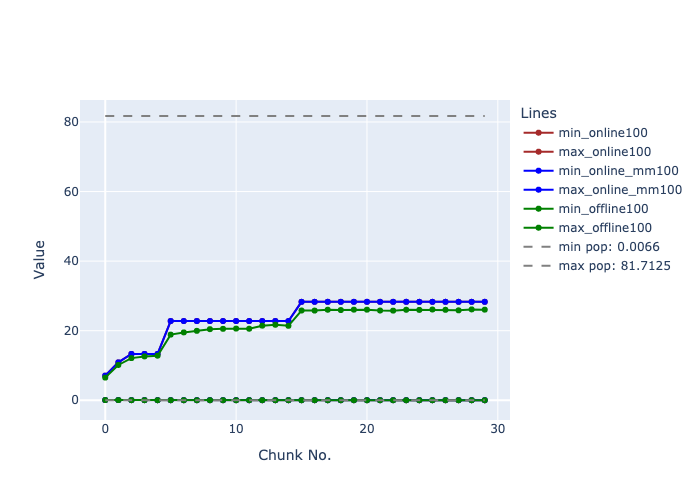 Lines
min_online100
max_online100
min_online_mm100
max_online_mm100
min_offline100
max_offline100
min pop: 0.0066
max pop: 81.7125
Value
80
60
40
20
0
0 10 20 30
Chunk No.